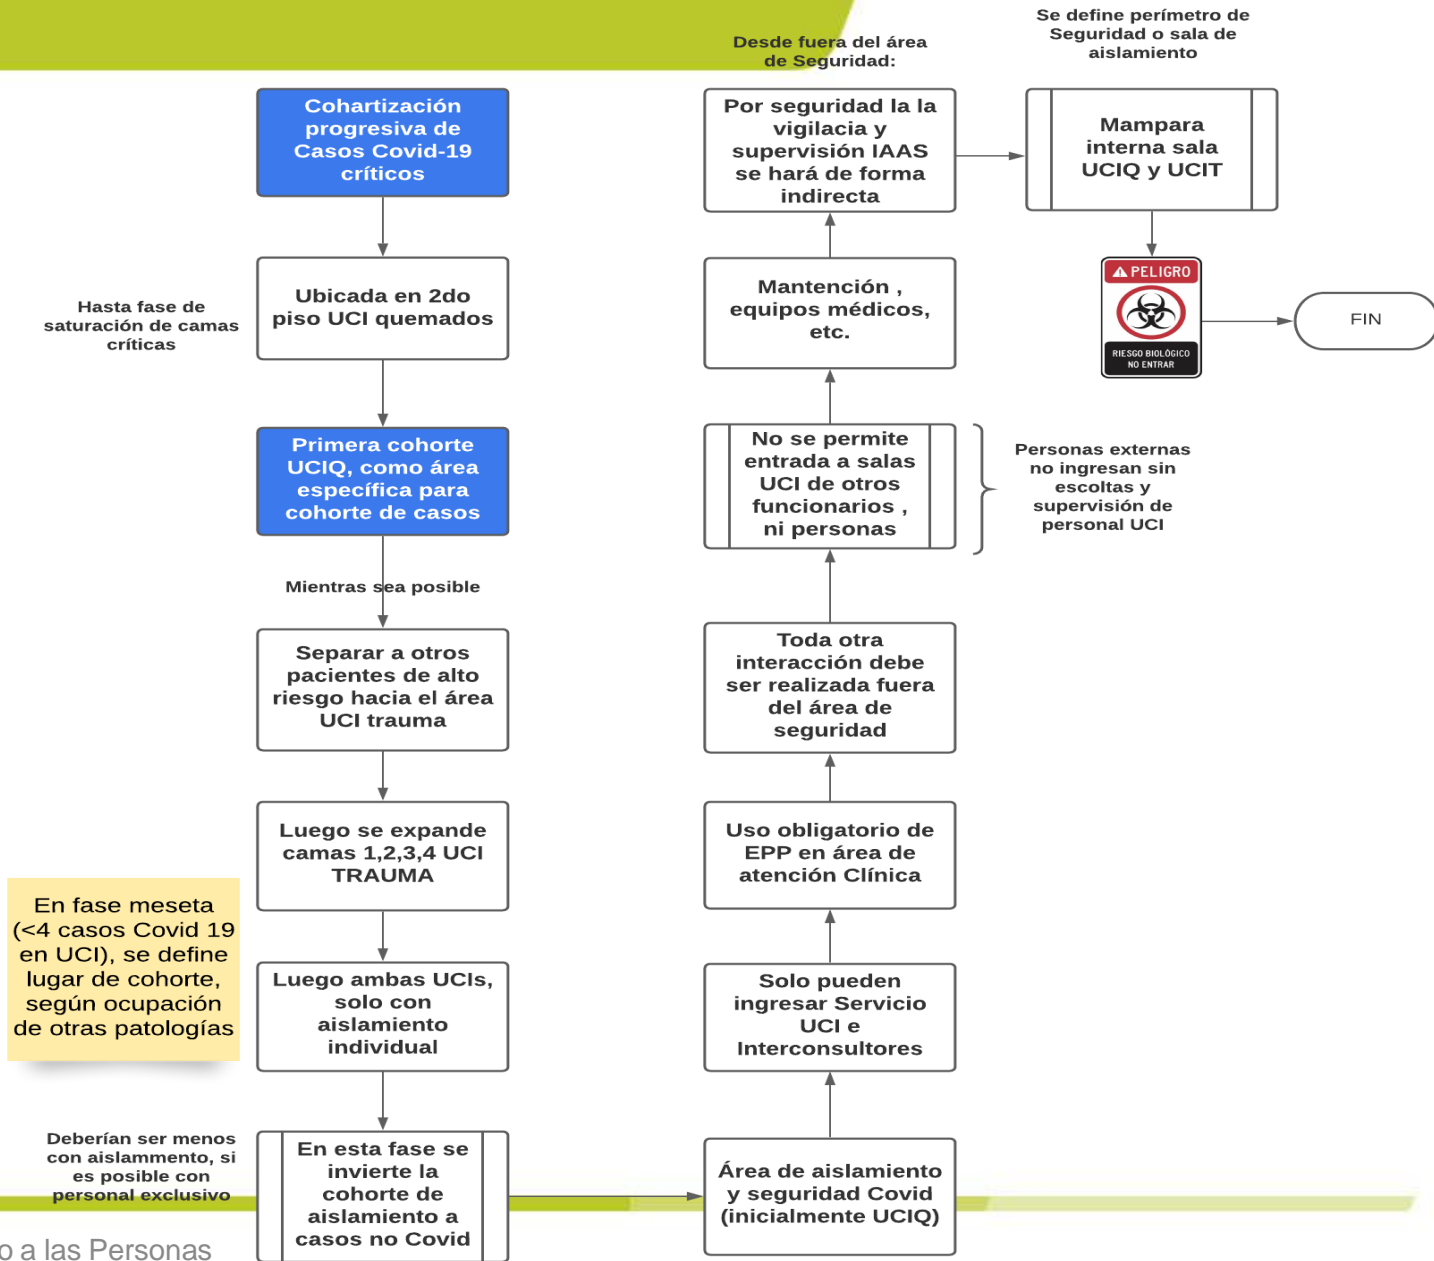 Cohartización
progresiva de
Casos Covid-19
críticos
Hasta fase de
saturación de camas
críticas
Ubicada en 2do
piso UCI quemados
Primera cohorte
UCIQ, como área
específica para
cohorte de casos
Mientras sea posible
Separar a otros
pacientes de alto
riesgo hacia el área
UCI trauma
Luego se expande
camas 1,2,3,4 UCI
TRAUMA
En fase meseta
(<4 casos Covid 19
en UCI), se define
lugar de cohorte,
según ocupación
de otras patologías
Luego ambas UCIs,
solo con
aislamiento
individual
Deberían ser menos
con aislammento, si
es posible con
personal exclusivo
En esta fase se
invierte la
cohorte de
aislamiento a
casos no Covid
Área de aislamiento
y seguridad Covid
(inicialmente UCIQ)
Solo pueden
ingresar Servicio
UCI e
Interconsultores
Uso obligatorio de
EPP en área de
atención Clínica
Toda otra
interacción debe
ser realizada fuera
del área de
seguridad
No se permite
entrada a salas
UCI de otros
funcionarios ,
ni personas
Personas externas
no ingresan sin
escoltas y
supervisión de
personal UCI
Mantención ,
equipos médicos,
etc.
Desde fuera del área
de Seguridad:
Por seguridad la la
vigilacia y
supervisión IAAS
se hará de forma
indirecta
Se define perímetro de
Seguridad o sala de
aislamiento
Mampara
interna sala
UCIQ y UCIT
PELIGRO
RIESGO BIOLÓGICO
NO ENTRAR
FIN
o a las Personas